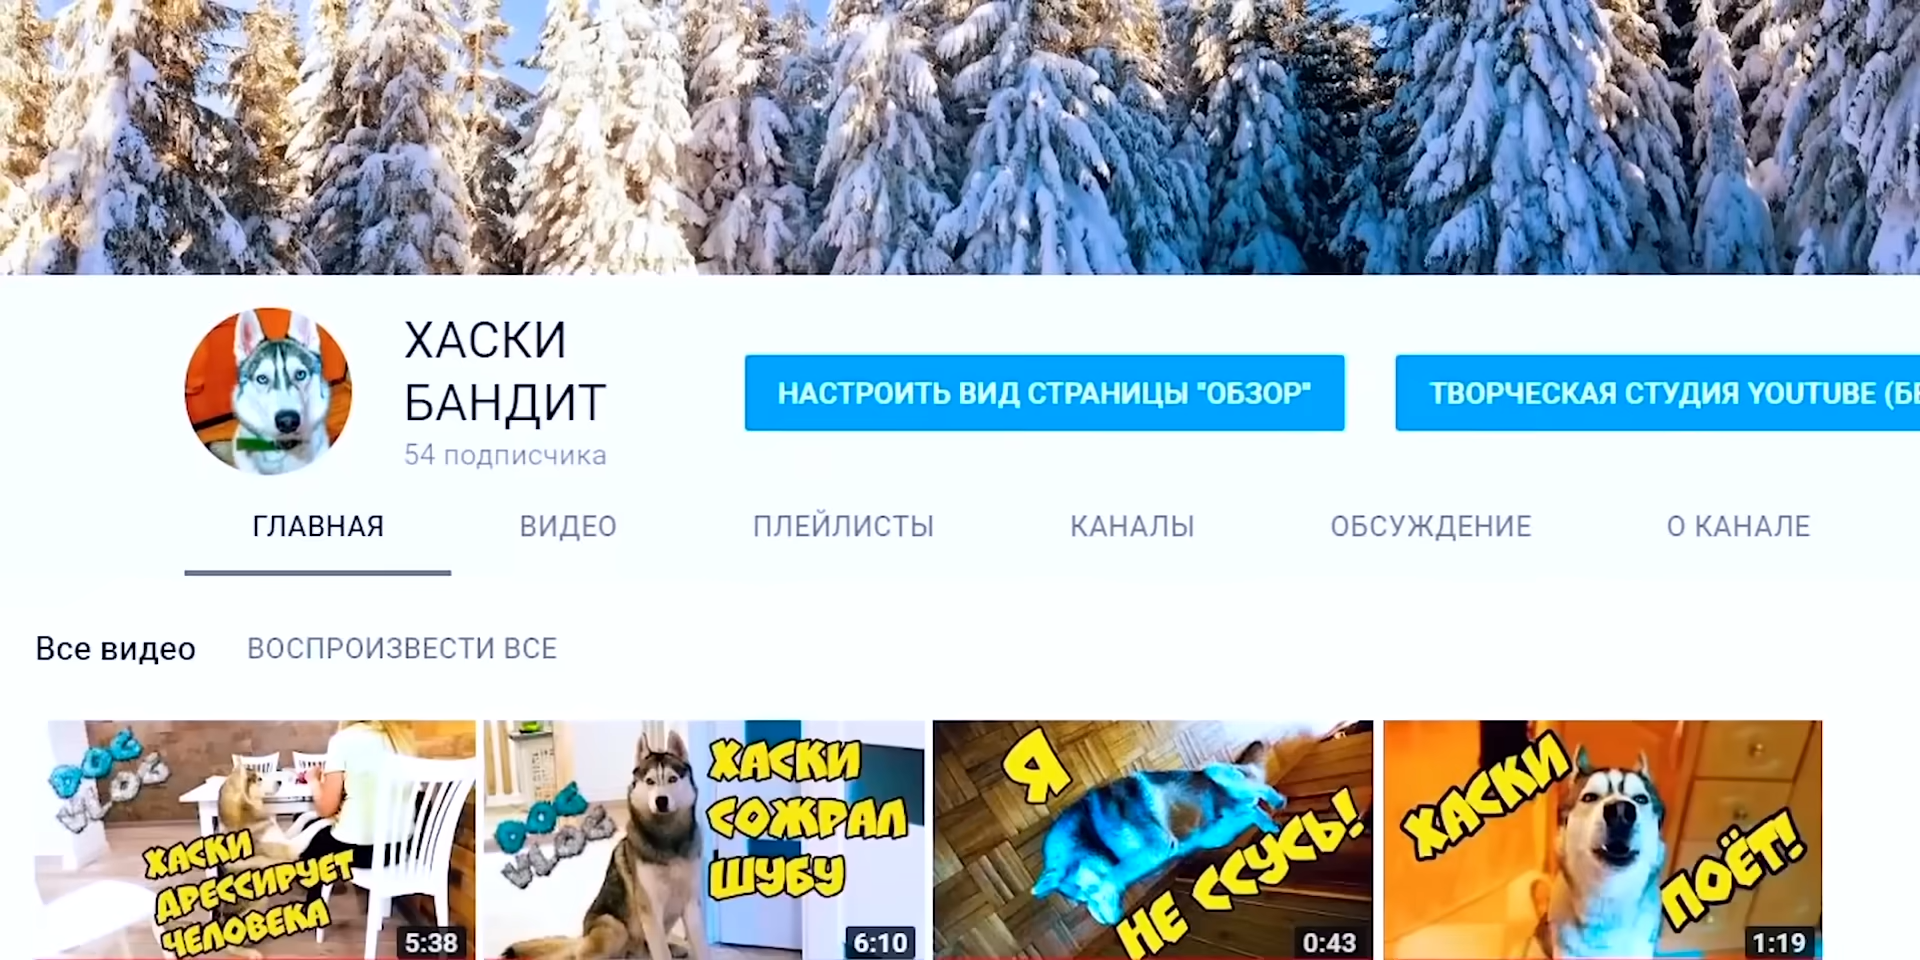 ХАСКИ
БАНДИТ
54 подписчика
НАСТРОИТЬ ВИД СТРАНИЦЫ "ОБЗОР"
ТВОРЧЕСКАЯ СТУДИЯ YOUTUBE (БЕ
ГЛАВНАЯ ВИДЕО ПЛЕЙЛИСТЫ КАНАЛЫ ОБСУЖДЕНИЕ О КАНАЛЕ
Все видео ВОСПРОИЗВЕСТИ ВСЕ
DOG
VLOG
ХАСКИ
ДРЕССИРУЕТ
ЧЕЛОВЕКА
5:38
DOG
VLOG
ХАСКИ
СОЖРАЛ
ШУБУ
6:10
Я
НЕ ССУСЬ!
0:43
ХАСКИ
ПОЁТ!
1:19